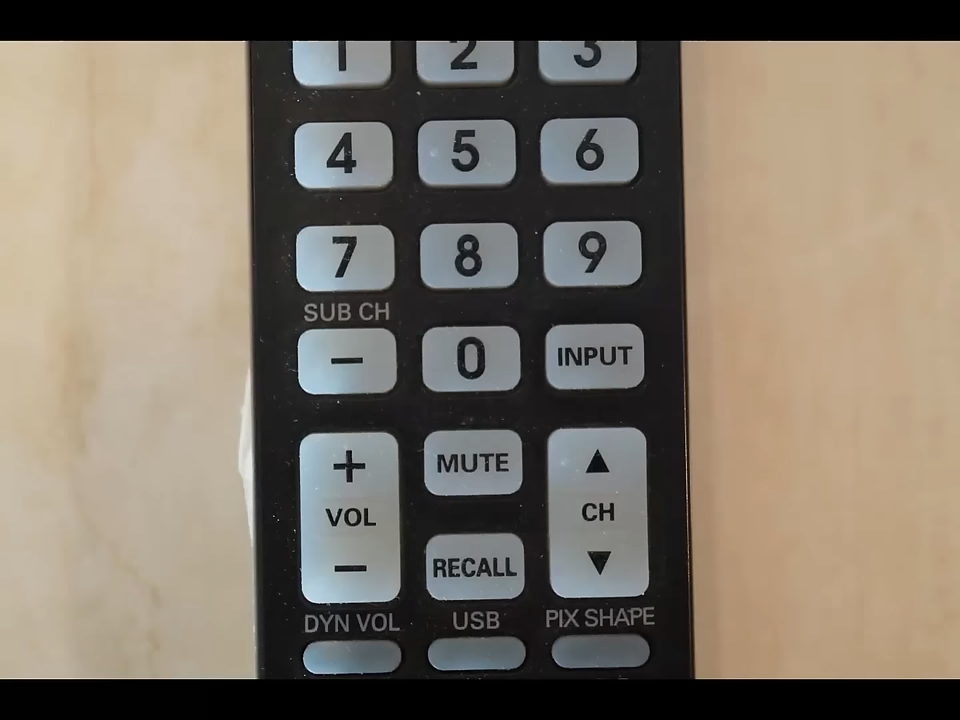 1 2 3
4 5 6
7 8 9
SUB CH
− 0 INPUT
+ MUTE ▲
VOL CH
− RECALL ▼
DYN VOL USB PIX SHAPE